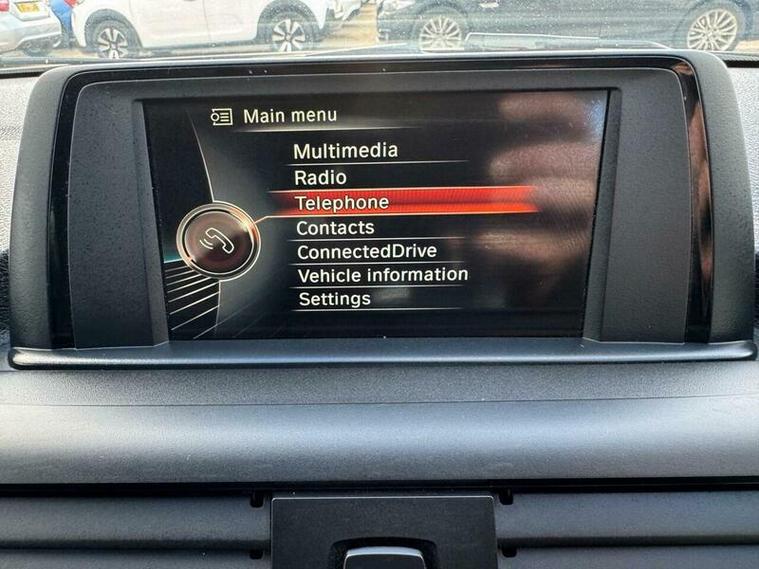 Main menu
Multimedia
Radio
Telephone
Contacts
ConnectedDrive
Vehicle information
Settings